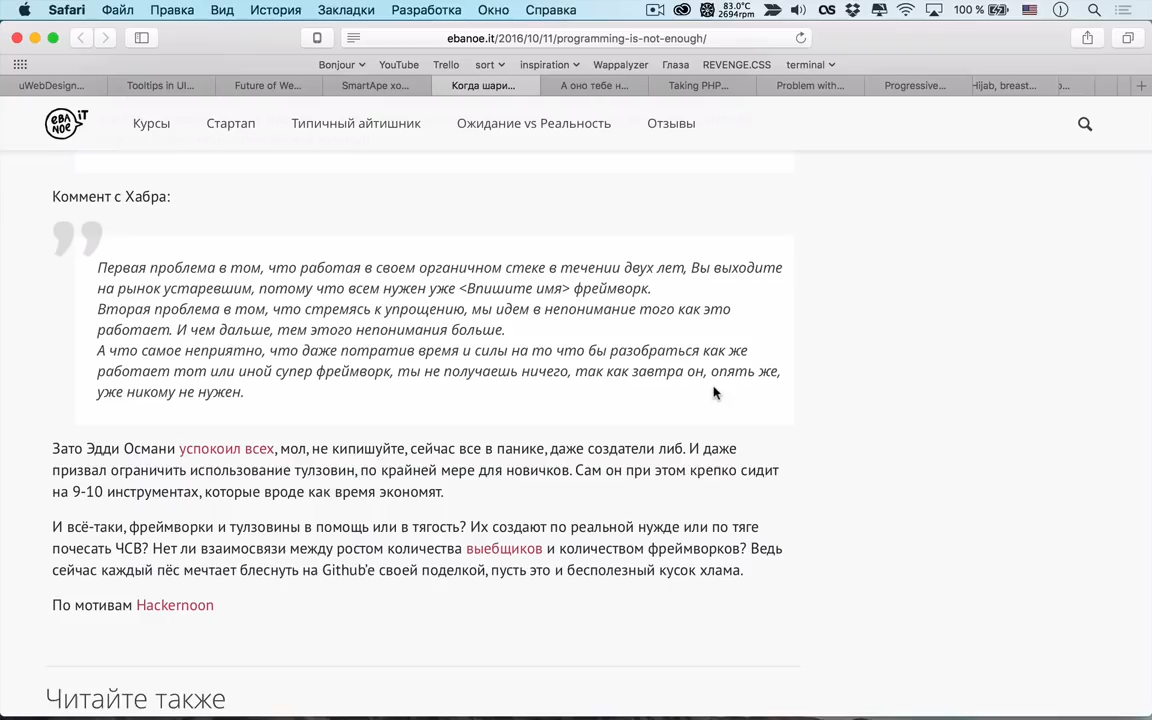 Safari Файл Правка Вид История Закладки Разработка Окно Справка 83.0°C 2694rpm 100 %
ebanoe.it/2016/10/11/programming-is-not-enough/
Bonjour YouTube Trello sort inspiration Wappalyzer Глаза REVENGE.CSS terminal
uWebDesign... Tooltips in UI... Future of We... SmartApe хо... Когда шари... А оно тебе н... Taking PHP... Problem with... Progressive... Hijab, breast...
ЕБА НОЕ IT Курсы Стартап Типичный айтишник Ожидание vs Реальность Отзывы
Коммент с Хабра:
Первая проблема в том, что работая в своем органичном стеке в течении двух лет, Вы выходите
на рынок устаревшим, потому что всем нужен уже <Впишите имя> фреймворк.
Вторая проблема в том, что стремясь к упрощению, мы идем в непонимание того как это
работает. И чем дальше, тем этого непонимания больше.
А что самое неприятно, что даже потратив время и силы на то что бы разобраться как же
работает тот или иной супер фреймворк, ты не получаешь ничего, так как завтра он, опять же,
уже никому не нужен.
Зато Эдди Османи успокоил всех, мол, не кипишуйте, сейчас все в панике, даже создатели либ. И даже
призвал ограничить использование тулзовин, по крайней мере для новичков. Сам он при этом крепко сидит
на 9-10 инструментах, которые вроде как время экономят.
И всё-таки, фреймворки и тулзовины в помощь или в тягость? Их создают по реальной нужде или по тяге
почесать ЧСВ? Нет ли взаимосвязи между ростом количества выебщиков и количеством фреймворков? Ведь
сейчас каждый пёс мечтает блеснуть на Github'е своей поделкой, пусть это и бесполезный кусок хлама.
По мотивам Hackernoon
Читайте также